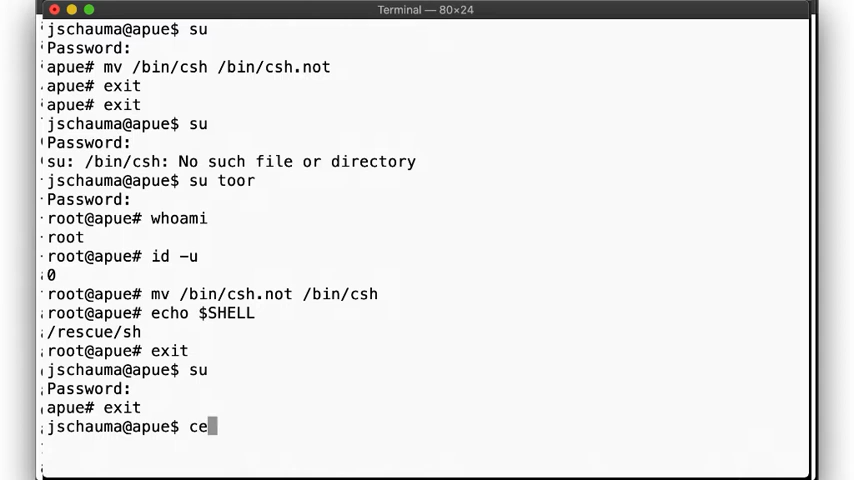 Terminal — 80×24
jschauma@apue$ su
Password:
apue# mv /bin/csh /bin/csh.not
apue# exit
apue# exit
jschauma@apue$ su
Password:
su: /bin/csh: No such file or directory
jschauma@apue$ su toor
Password:
root@apue# whoami
root
root@apue# id -u
0
root@apue# mv /bin/csh.not /bin/csh
root@apue# echo $SHELL
/rescue/sh
root@apue# exit
jschauma@apue$ su
Password:
apue# exit
jschauma@apue$ ce